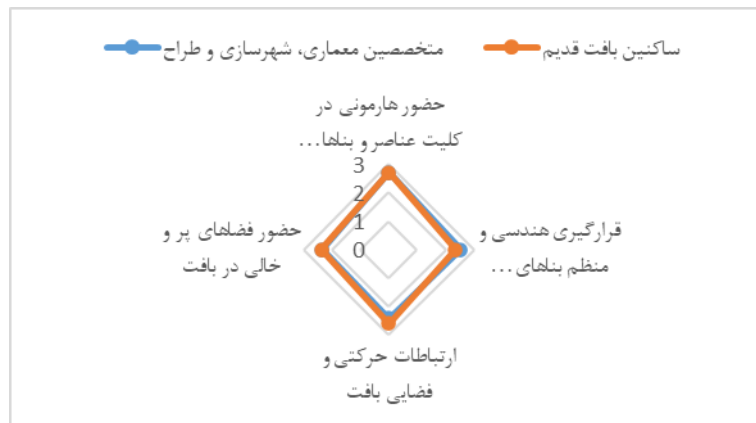 ساکنین بافت قدیم
متخصصین معماری، شهرسازی و طراح
حضور هارمونی در
کلیت عناصر و بناها...
3
2
1
0
قرارگیری هندسی و
منظم بناهای...
حضور فضاهای پر و
خالی در بافت
ارتباطات حرکتی و
فضایی بافت